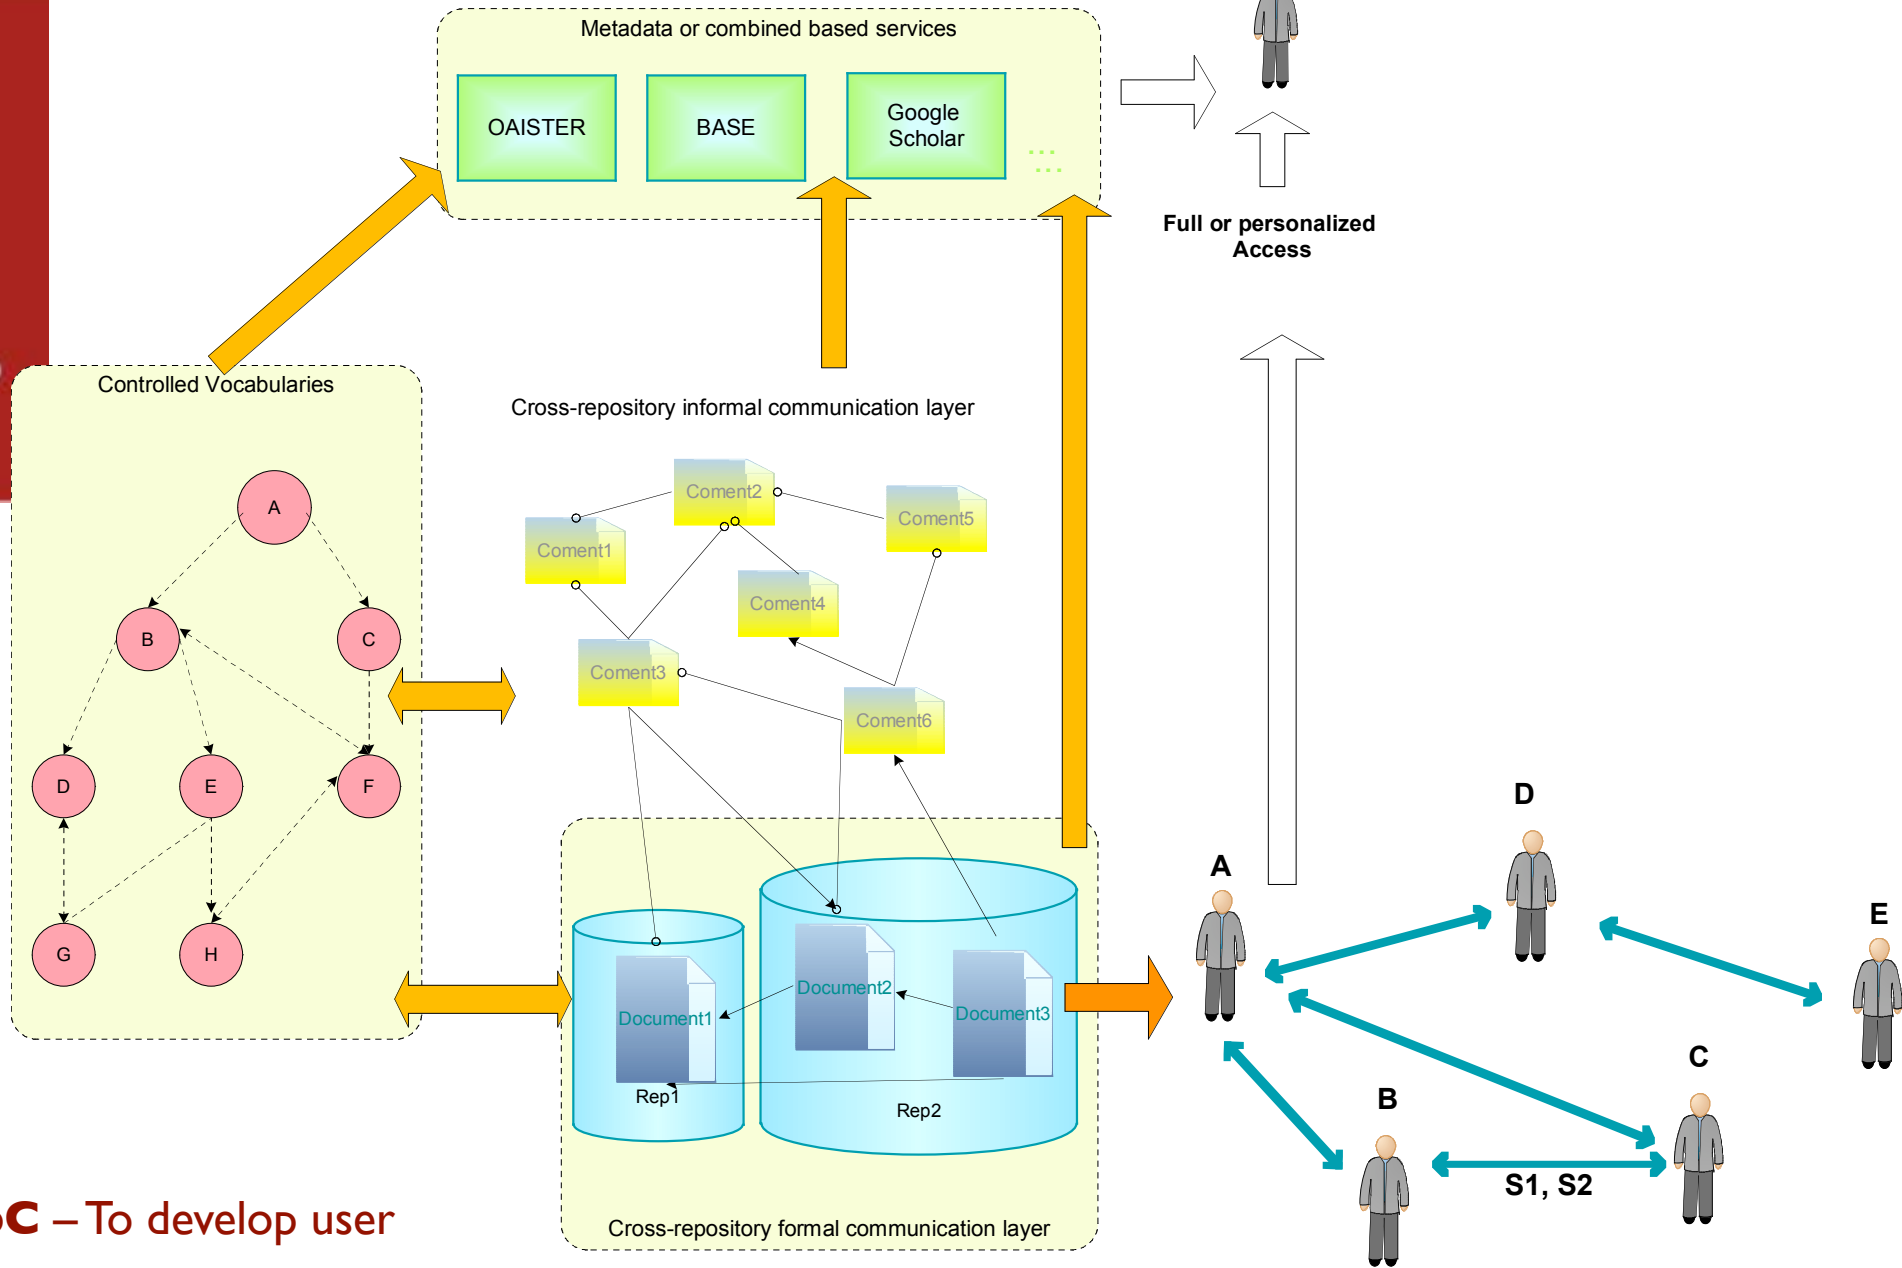 Metadata or combined based services
OAISTER
BASE
Google
Scholar
...
...
Full or personalized
Access
Controlled Vocabularies
A
B
C
D
E
F
G
H
Cross-repository informal communication layer
Coment2
Coment5
Coment1
Coment4
Coment3
Coment6
Document1
Document2
Document3
Rep1
Rep2
Cross-repository formal communication layer
A
D
E
C
B
S1, S2
C – To develop user